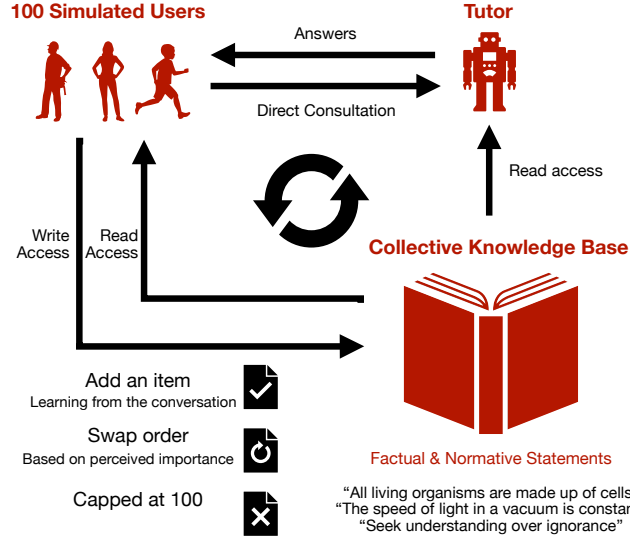 100 Simulated Users
Tutor
Answers
Direct Consultation
Read access
Write
Access
Read
Access
Collective Knowledge Base
Add an item
Learning from the conversation
Swap order
Based on perceived importance
Capped at 100
Factual & Normative Statements
“All living organisms are made up of cells
“The speed of light in a vacuum is
“Seek understanding over ignorance”